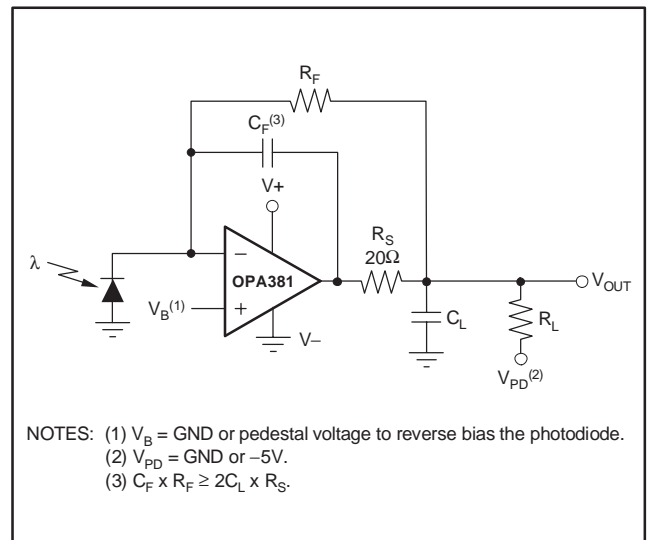 R_F
C_F^(3)
V+
R_S
20Ω
λ
−
OPA381
V_OUT
V_B^(1)
+
C_L
R_L
V−
V_PD^(2)
NOTES: (1) V_B = GND or pedestal voltage to reverse bias the photodiode.
(2) V_PD = GND or −5V.
(3) C_F x R_F ≥ 2C_L x R_S.